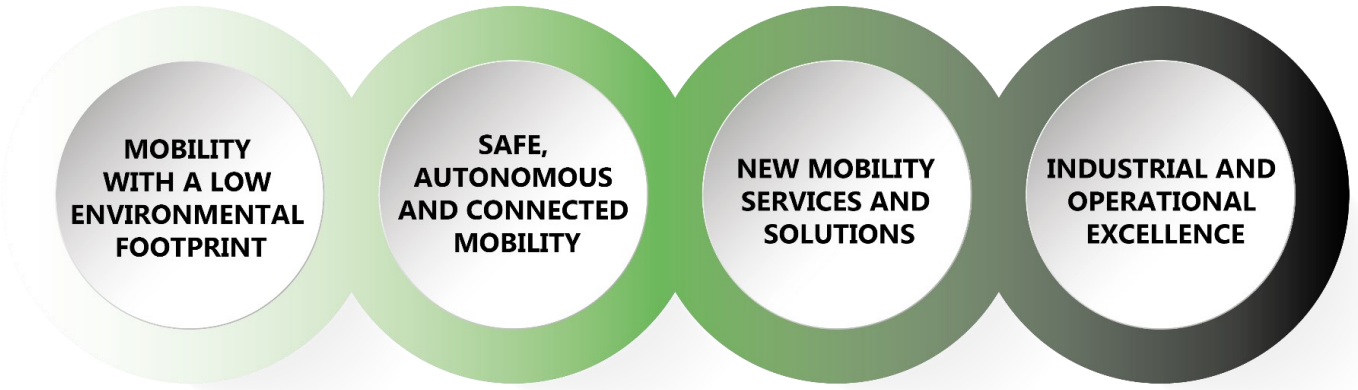 MOBILITY
WITH A LOW
ENVIRONMENTAL
FOOTPRINT
SAFE,
AUTONOMOUS
AND CONNECTED
MOBILITY
NEW MOBILITY
SERVICES AND
SOLUTIONS
INDUSTRIAL AND
OPERATIONAL
EXCELLENCE